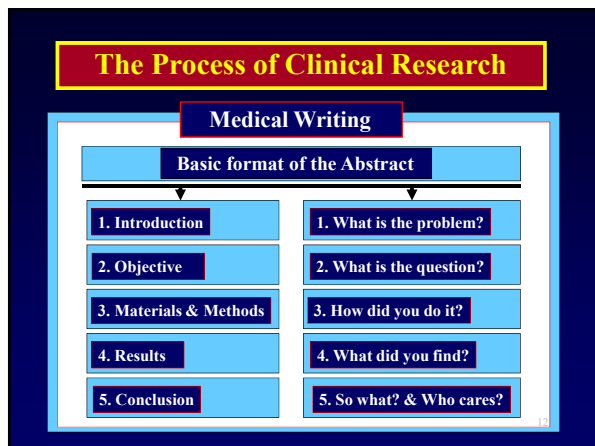 The Process of Clinical Research
Medical Writing
Basic format of the Abstract
1. Introduction
2. Objective
3. Materials & Methods
4. Results
5. Conclusion
1. What is the problem?
2. What is the question?
3. How did you do it?
4. What did you find?
5. So what? & Who cares?
12